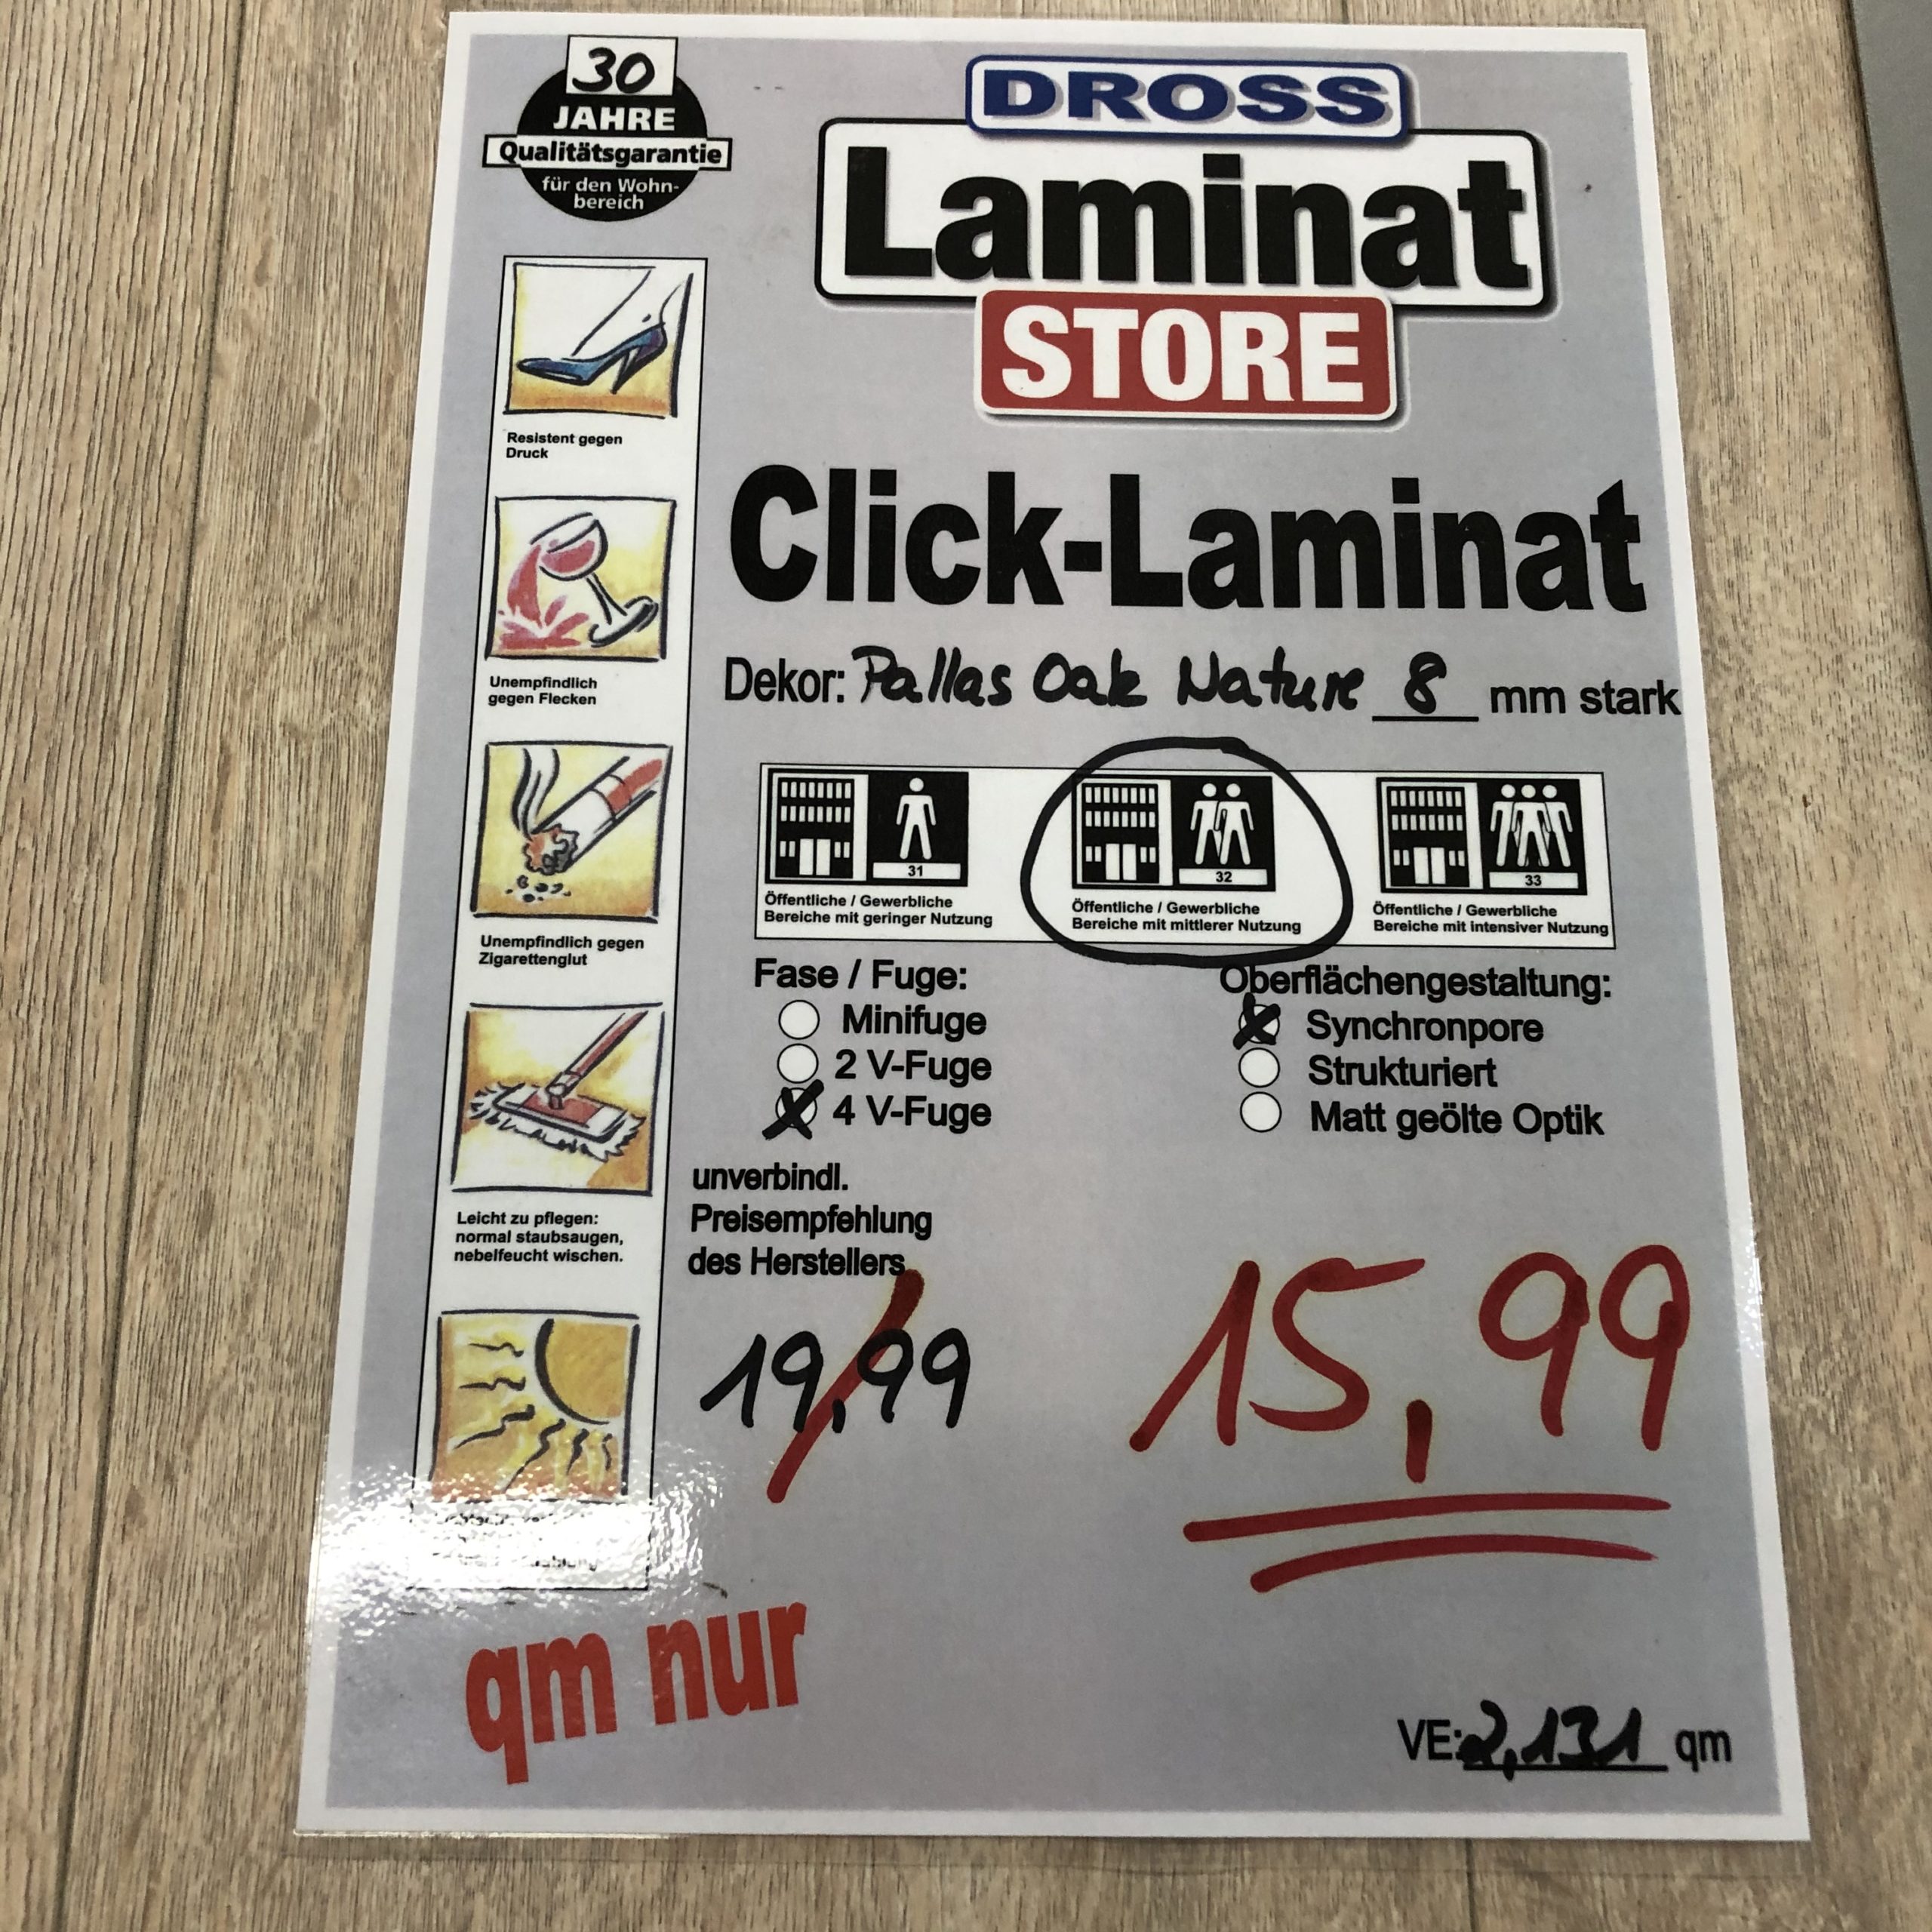 30
JAHRE
Qualitätsgarantie
für den Wohn-
bereich
DROSS
Laminat
STORE
Resistent gegen
Druck
Unempfindlich
gegen Flecken
Unempfindlich gegen
Zigarettenglut
Leicht zu pflegen:
normal staubsaugen,
nebelfeucht wischen.
Click-Laminat
Dekor: Pallas Oak Nature 8 mm stark
31
Öffentliche / Gewerbliche
Bereiche mit geringer Nutzung
32
Öffentliche / Gewerbliche
Bereiche mit mittlerer Nutzung
33
Öffentliche / Gewerbliche
Bereiche mit intensiver Nutzung
Fase / Fuge:
Minifuge
2 V-Fuge
4 V-Fuge
Oberflächengestaltung:
Synchronpore
Strukturiert
Matt geölte Optik
unverbindl.
Preisempfehlung
des Herstellers
19,99
15,99
qm nur
VE: 2,131 qm